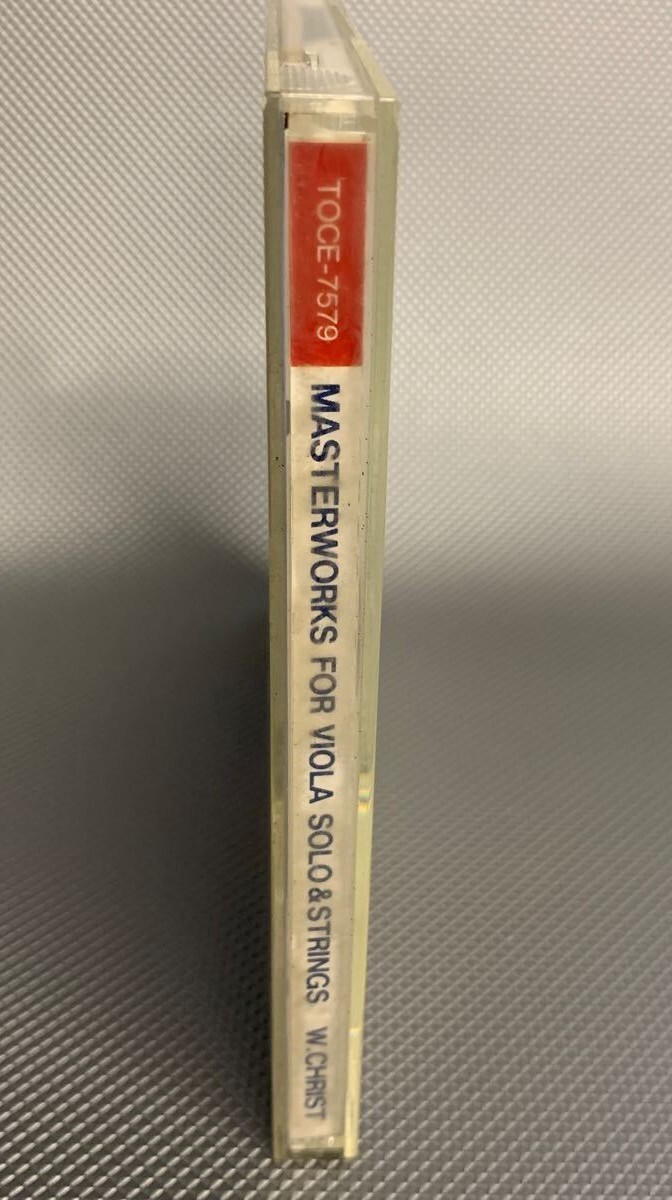 TOCE-7579
MASTERWORKS FOR VIOLA SOLO & STRINGS W.CHRIST